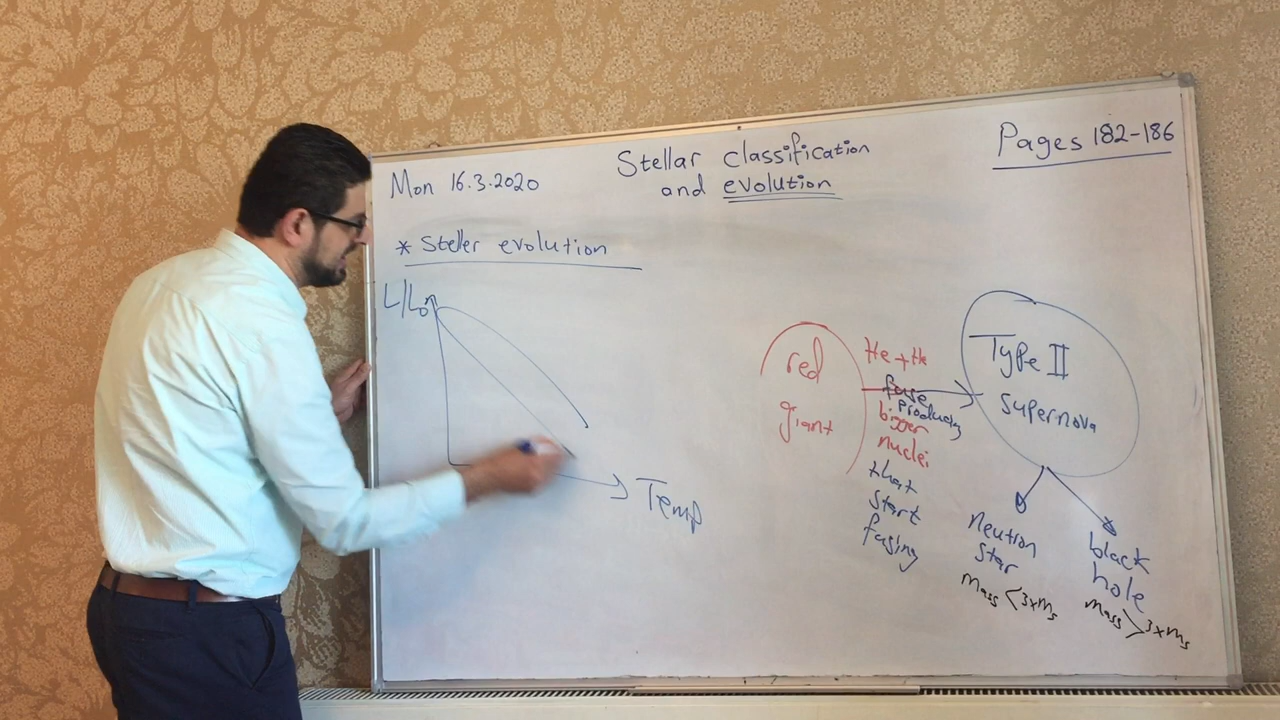 Mon 16.3.2020
Stellar classification
and evolution
Pages 182-186
* Steller evolution
L/L₀
Temp
red
giant
He + He
fuse
producing
bigger
nuclei
that
start
fusing
Type II
supernova
neutron
star
Mass < 3xMs
black
hole
Mass > 3xMs